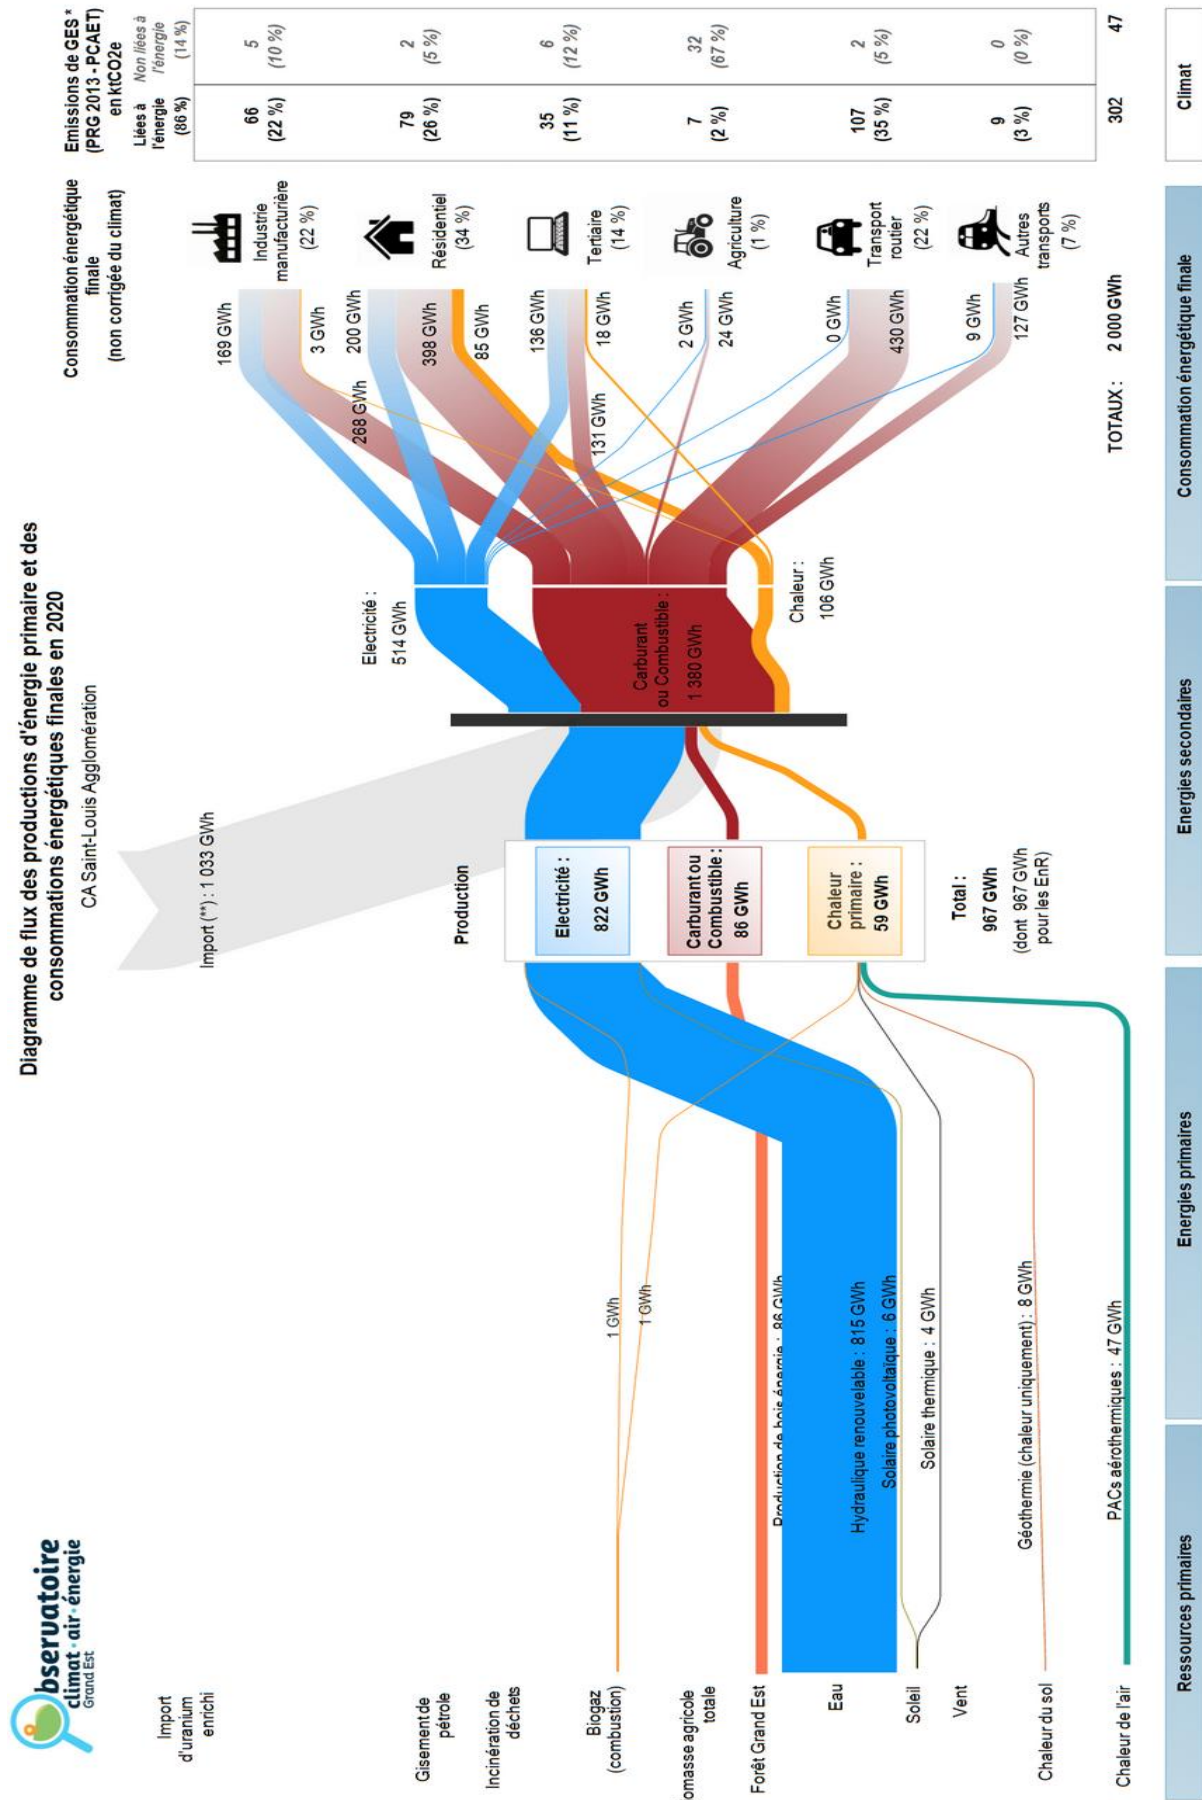 Diagramme de flux des productions d'énergie primaire et des
consommations énergétiques finales en 2020
CA Saint-Louis Agglomération
observatoire
climat · air · énergie
Grand Est
Import
d'uranium
enrichi
Gisement de
pétrole
Incinération de
déchets
Biogaz
(combustion)
omasse agricole
totale
Forêt Grand Est
Eau
Soleil
Vent
Chaleur du sol
Chaleur de l'air
1 GWh
1 GWh
Production de bois énergie : 86 GWh
Hydraulique renouvelable : 815 GWh
Solaire photovoltaïque : 6 GWh
Solaire thermique : 4 GWh
Géothermie (chaleur uniquement) : 8 GWh
PACs aérothermiques : 47 GWh
Import (**) : 1 033 GWh
Production
Electricité :
822 GWh
Carburant ou
Combustible :
86 GWh
Chaleur
primaire :
59 GWh
Total :
967 GWh
(dont 967 GWh
pour les EnR)
Electricité :
514 GWh
Carburant
ou Combustible :
1 380 GWh
Chaleur :
106 GWh
Consommation énergétique
finale
(non corrigée du climat)
169 GWh
268 GWh
3 GWh
200 GWh
398 GWh
85 GWh
136 GWh
131 GWh
18 GWh
2 GWh
24 GWh
0 GWh
430 GWh
9 GWh
127 GWh
Industrie
manufacturière
(22 %)
Résidentiel
(34 %)
Tertiaire
(14 %)
Agriculture
(1 %)
Transport
routier
(22 %)
Autres
transports
(7 %)
TOTAUX : 2 000 GWh
Emissions de GES *
(PRG 2013 - PCAET)
en ktCO2e
Liées à
l'énergie
(86 %)
Non liées à
l'énergie
(14 %)
66
(22 %)
5
(10 %)
79
(26 %)
2
(5 %)
35
(11 %)
6
(12 %)
7
(2 %)
32
(67 %)
107
(35 %)
2
(5 %)
9
(3 %)
0
(0 %)
302
47
Ressources primaires
Energies primaires
Energies secondaires
Consommation énergétique finale
Climat